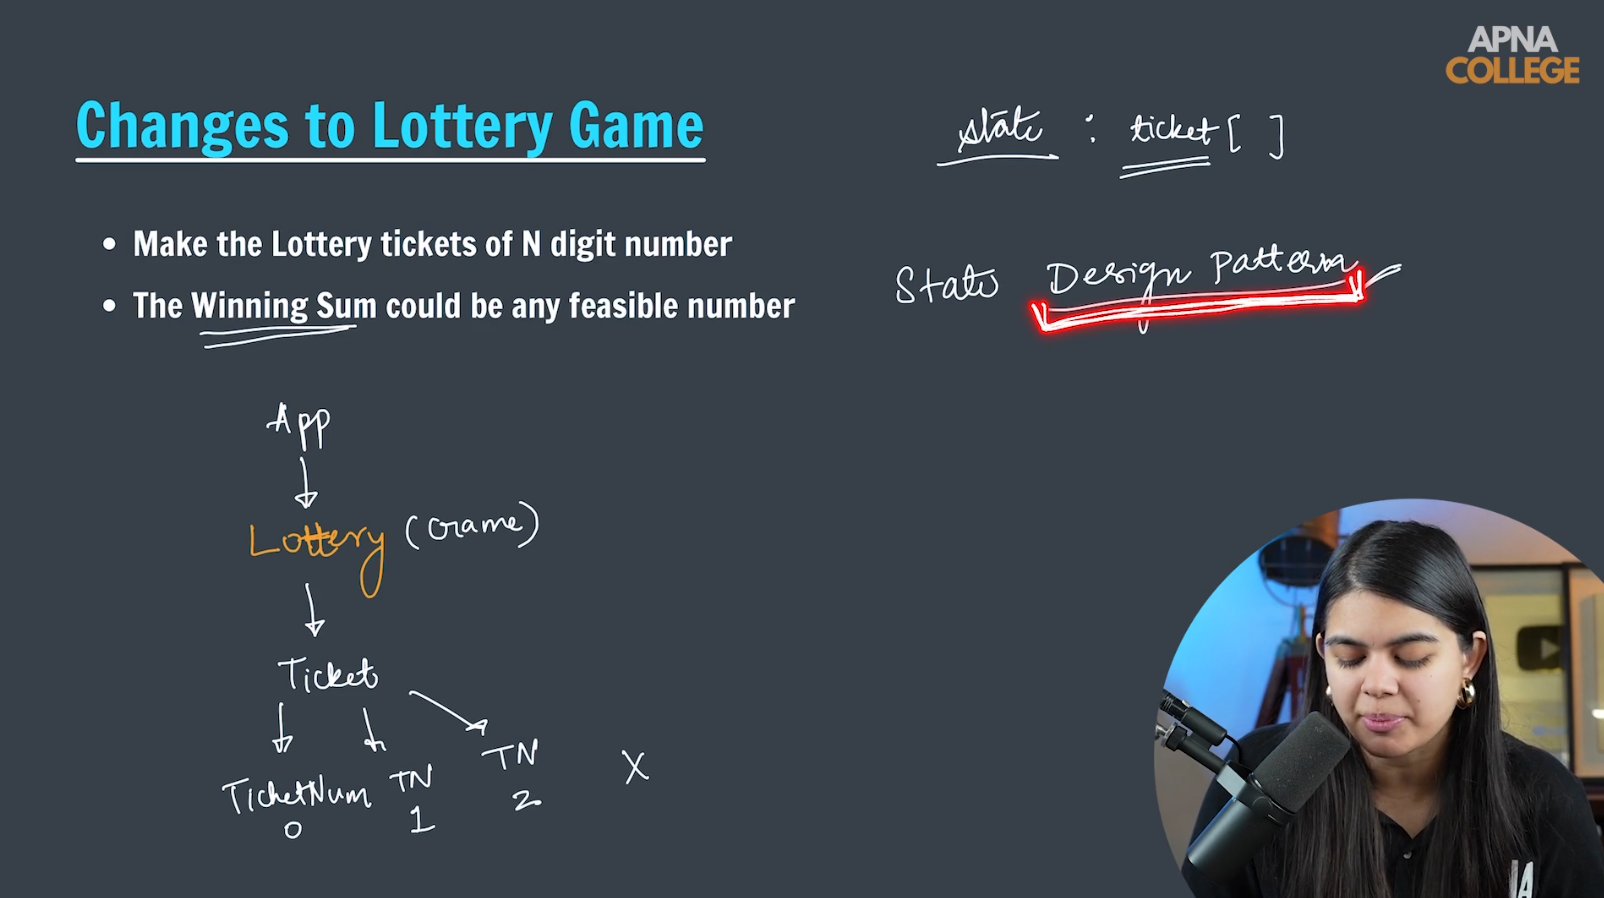 APNA
COLLEGE
Changes to Lottery Game
state : ticket [ ]
• Make the Lottery tickets of N digit number
State Design Pattern
• The Winning Sum could be any feasible number
App
Lottery (Game)
Ticket
TicketNum TN TN X
0 1 2